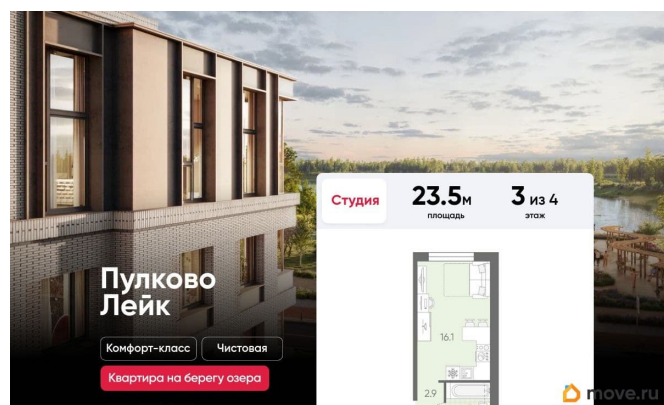 Студия
23.5м
площадь
3 из 4
этаж
Пулково
Лейк
Комфорт-класс
Чистовая
Квартира на берегу озера
16.1
2.9
move.ru